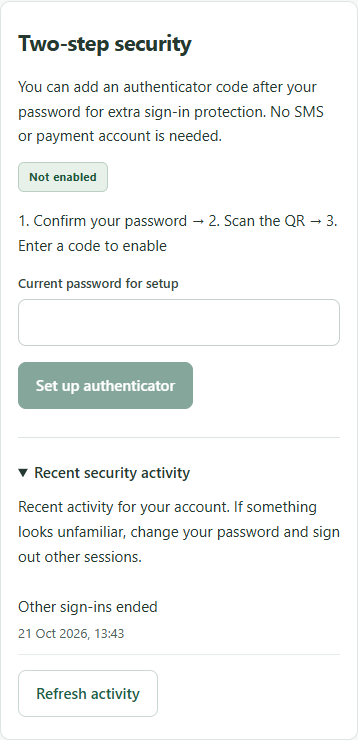 Two-step security
You can add an authenticator code after your
password for extra sign-in protection. No SMS
or payment account is needed.
Not enabled
1. Confirm your password → 2. Scan the QR → 3.
Enter a code to enable
Current password for setup
Set up authenticator
▼ Recent security activity
Recent activity for your account. If something
looks unfamiliar, change your password and sign
out other sessions.
Other sign-ins ended
21 Oct 2026, 13:43
Refresh activity